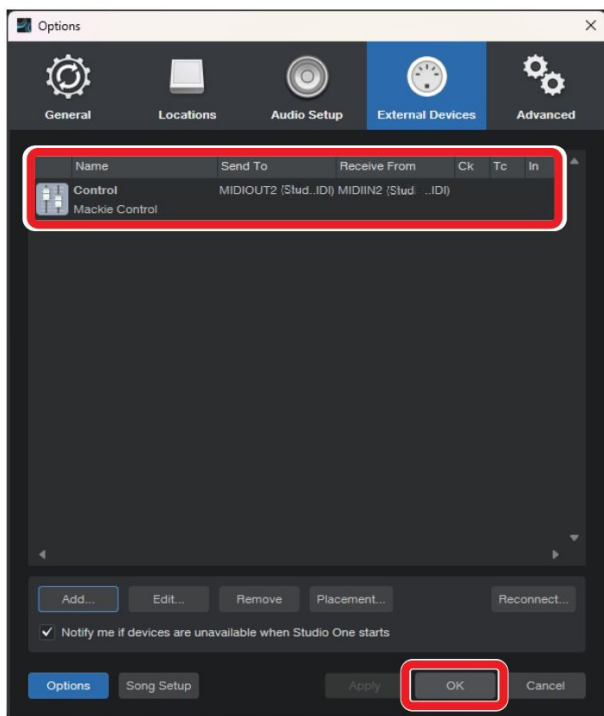 Options
General Locations Audio Setup External Devices Advanced
Name Send To Receive From Ck Tc In
Control MIDIOUT2 (Stud..IDI) MIDIIN2 (Studi ..IDI)
Mackie Control
Add... Edit... Remove Placement... Reconnect...
Notify me if devices are unavailable when Studio One starts
Options Song Setup Apply OK Cancel